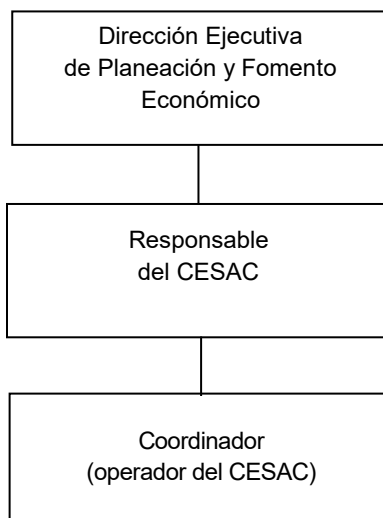 Dirección Ejecutiva
de Planeación y Fomento
Económico
Responsable
del CESAC
Coordinador
(operador del CESAC)